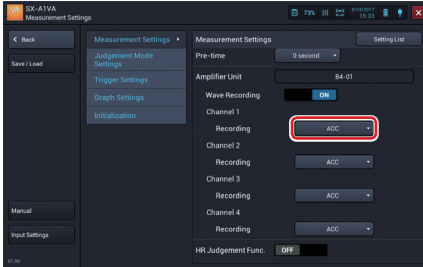 SX-A1VA
Measurement Settings
73%
8/24/2017
15:33
Back
Save / Load
Manual
Input Settings
01.00
Measurement Settings
Judgement Mode
Settings
Trigger Settings
Graph Settings
Initialization
Measurement Settings
Setting List
Pre-time
0 second
Amplifier Unit
B4-01
Wave Recording
ON
Channel 1
Recording
ACC
Channel 2
Recording
ACC
Channel 3
Recording
ACC
Channel 4
Recording
ACC
HR Judgement Func.
OFF